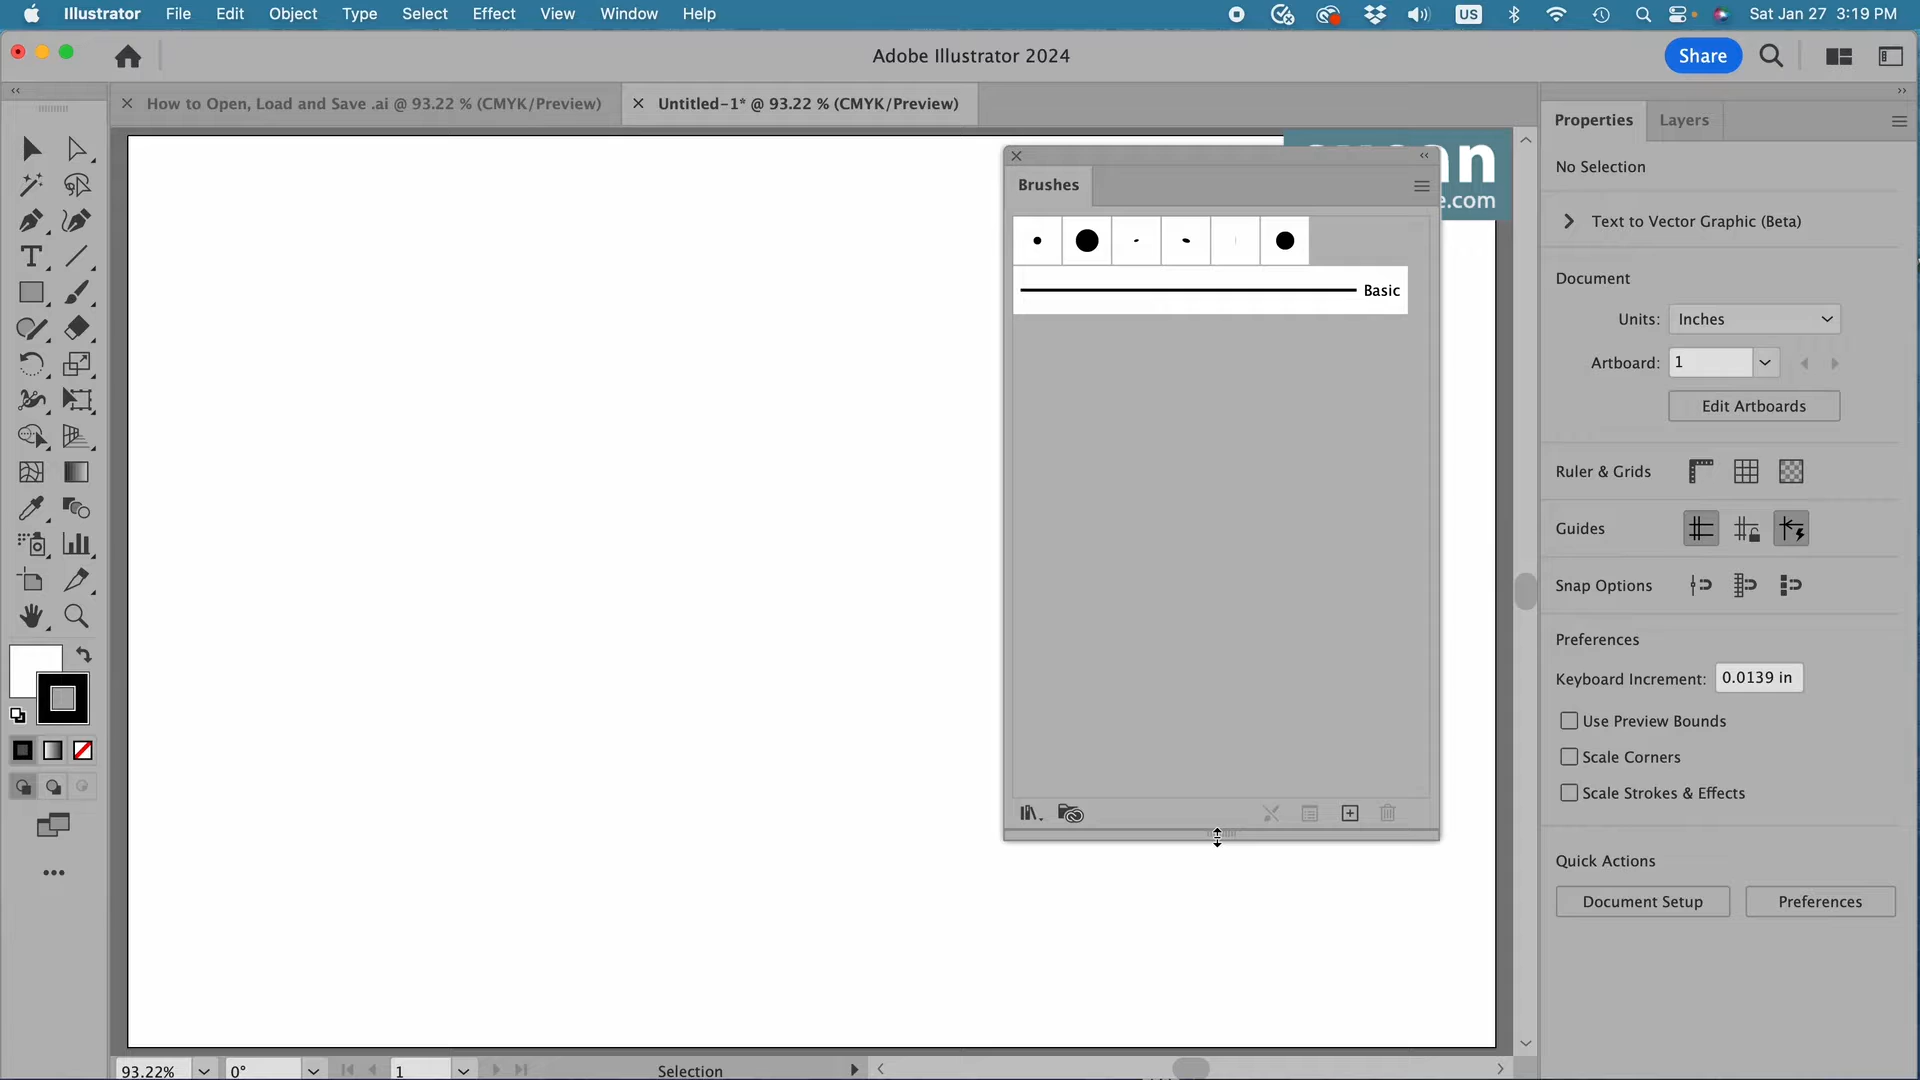 Illustrator File Edit Object Type Select Effect View Window Help US Sat Jan 27 3:19 PM
Adobe Illustrator 2024
Share
How to Open, Load and Save .ai @ 93.22 % (CMYK/Preview)
Untitled-1* @ 93.22 % (CMYK/Preview)
Properties
Layers
No Selection
Brushes
e.com
Text to Vector Graphic (Beta)
Basic
Document
Units: Inches
Artboard: 1
Edit Artboards
Ruler & Grids
Guides
Snap Options
Preferences
Keyboard Increment: 0.0139 in
Use Preview Bounds
Scale Corners
Scale Strokes & Effects
Quick Actions
Document Setup
Preferences
93.22% 0° 1 Selection